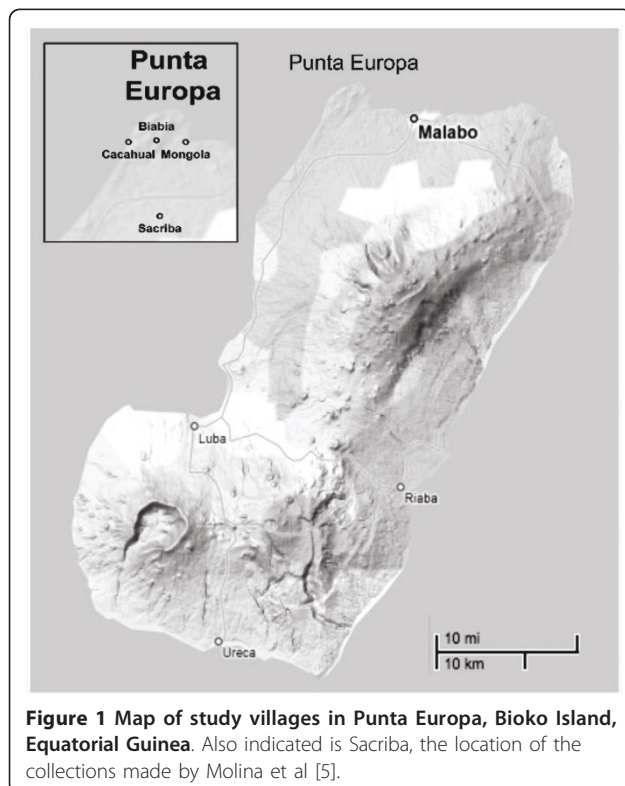 Punta
Europa
Biabia
Cacahual Mongola
Sacriba
Punta Europa
Malabo
Luba
Riaba
Ureca
10 mi
10 km
Figure 1 Map of study villages in Punta Europa, Bioko Island,
Equatorial Guinea. Also indicated is Sacriba, the location of the
collections made by Molina et al [5].